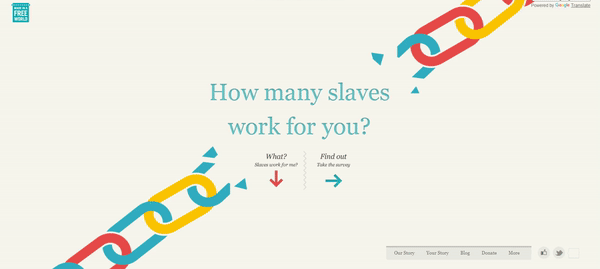 MADE IN A
FREE
WORLD
Powered by Google Translate
How many slaves
work for you?
What?
Slaves work for me?
Find out
Take the survey
Our Story Your Story Blog Donate More